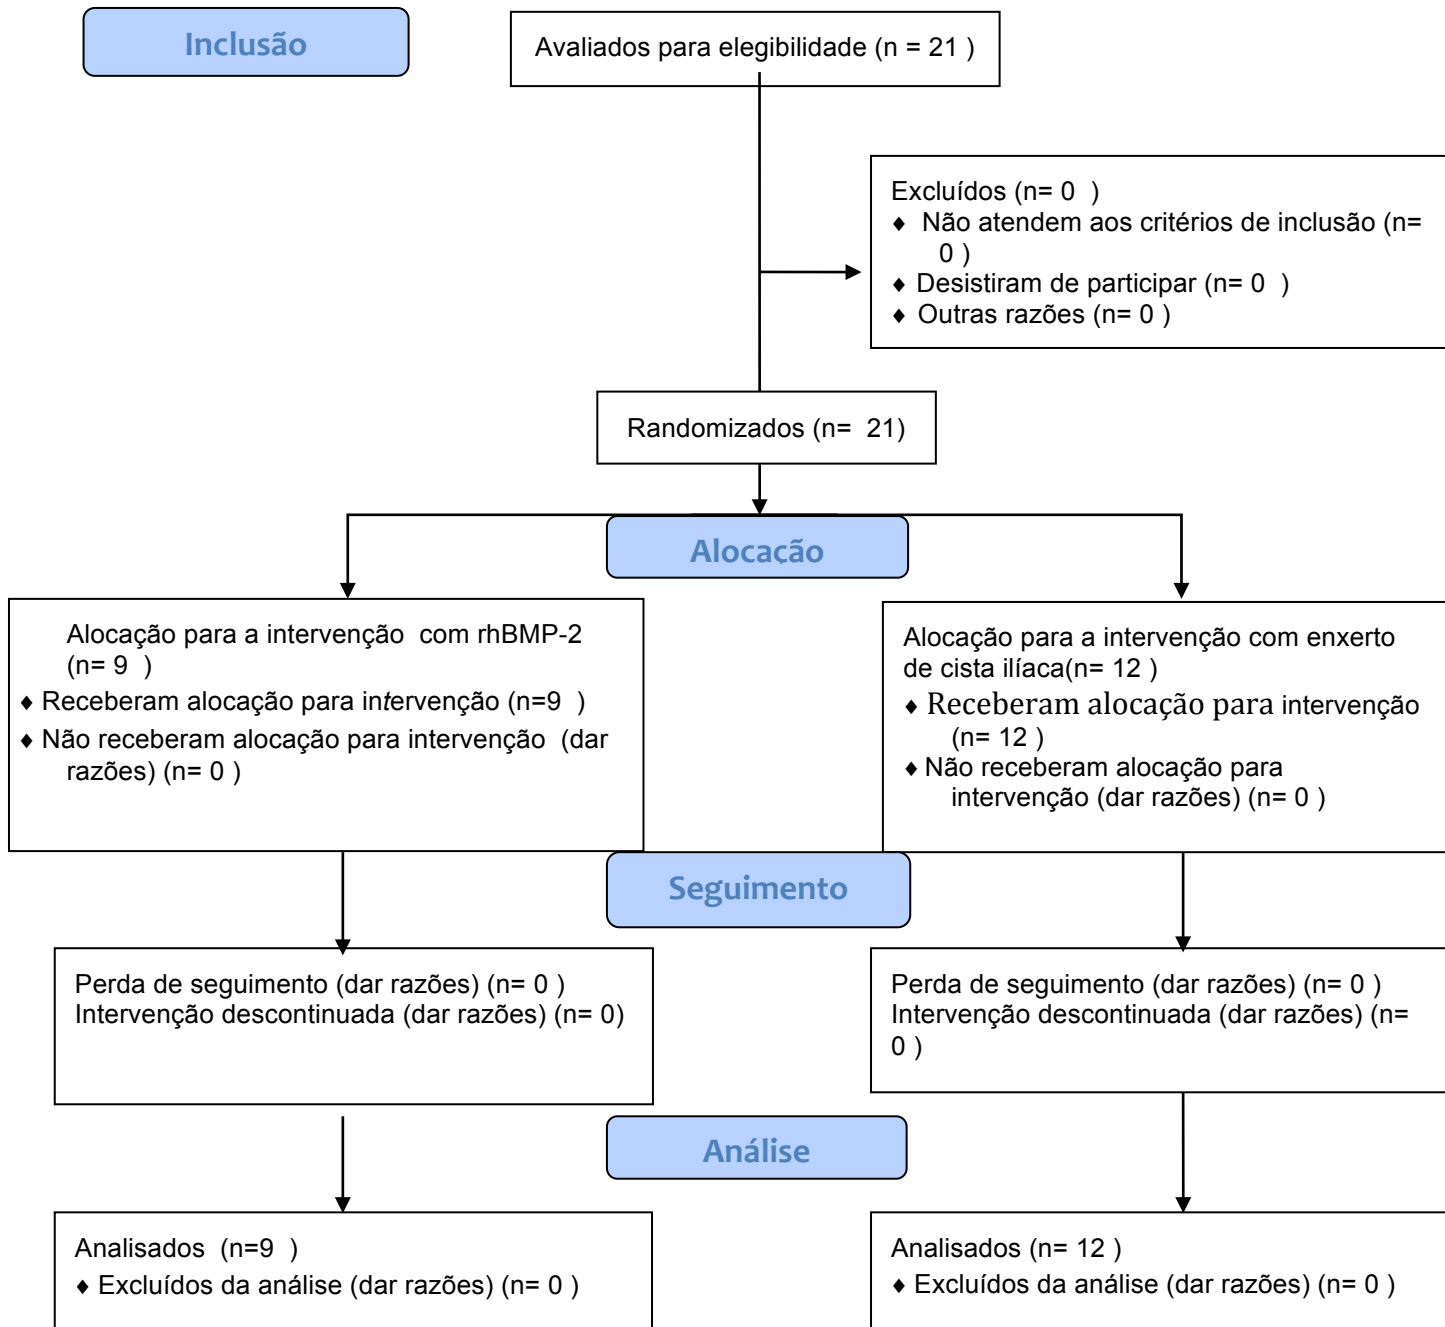 Inclusão
Avaliados para elegibilidade (n = 21 )
Excluídos (n= 0 )
♦ Não atendem aos critérios de inclusão (n=
0 )
♦ Desistiram de participar (n= 0 )
♦ Outras razões (n= 0 )
Randomizados (n= 21)
Alocação
Alocação para a intervenção com rhBMP-2
(n= 9 )
♦ Receberam alocação para intervenção (n=9 )
♦ Não receberam alocação para intervenção (dar
razões) (n= 0 )
Alocação para a intervenção com enxerto
de cista ilíaca(n= 12 )
♦ Receberam alocação para intervenção
(n= 12 )
♦ Não receberam alocação para
intervenção (dar razões) (n= 0 )
Seguimento
Perda de seguimento (dar razões) (n= 0 )
Intervenção descontinuada (dar razões) (n= 0)
Perda de seguimento (dar razões) (n= 0 )
Intervenção descontinuada (dar razões) (n=
0 )
Análise
Analisados (n=9 )
♦ Excluídos da análise (dar razões) (n= 0 )
Analisados (n= 12 )
♦ Excluídos da análise (dar razões) (n= 0 )